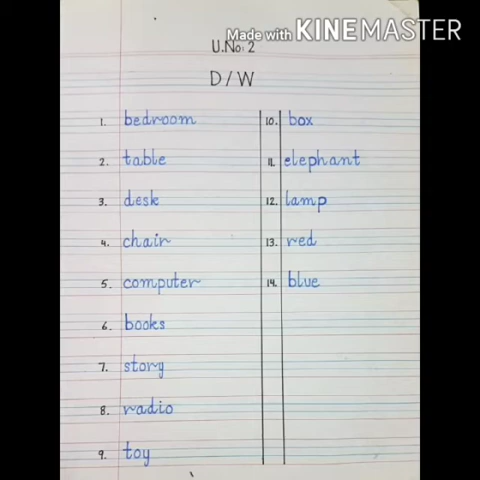 Made with KINEMASTER
U.No: 2
D/W
1. bedroom
2. table
3. desk
4. chair
5. computer
6. books
7. story
8. radio
9. toy
10. box
11. elephant
12. lamp
13. red
14. blue